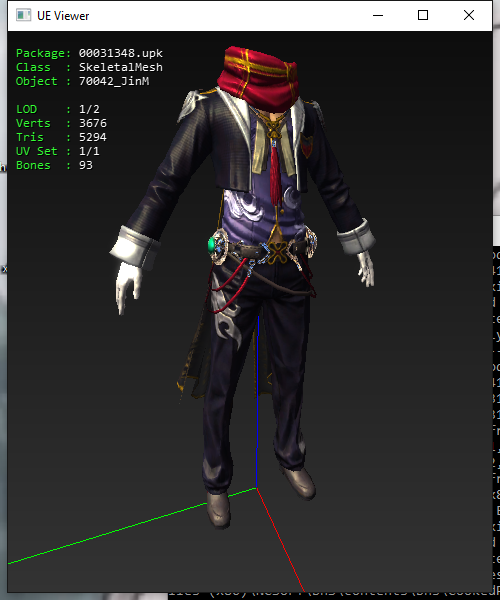 UE Viewer
Package: 00031348.upk
Class  : SkeletalMesh
Object : 70042_JinM
LOD    : 1/2
Verts  : 3676
Tris   : 5294
UV Set : 1/1
Bones  : 93